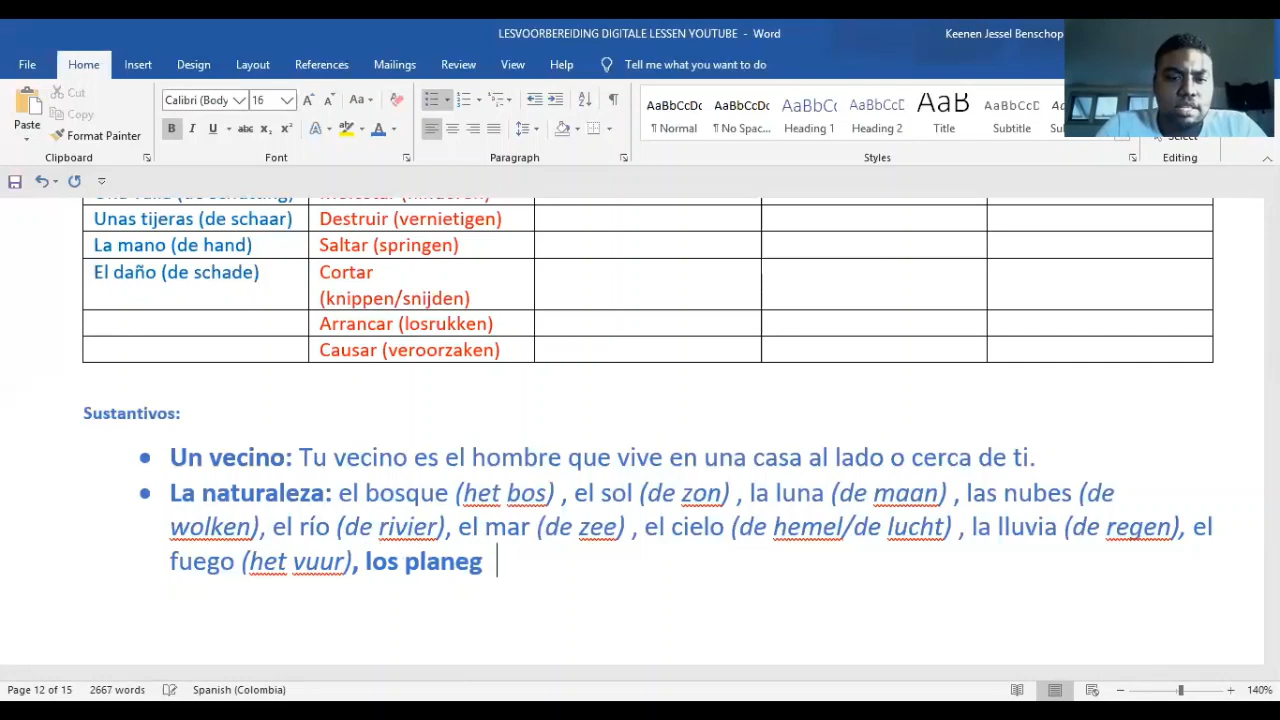 LESVOORBEREIDING DIGITALE LESSEN YOUTUBE - Word
Keenen Jessel Benschop
File Home Insert Design Layout References Mailings Review View Help Tell me what you want to do
Cut
Copy
Paste
Format Painter
Clipboard
Calibri (Body 16
Font
Paragraph
AaBbCcDc AaBbCcDc AaBbCc AaBbCcD AaB AaBbCcD
¶ Normal ¶ No Spac... Heading 1 Heading 2 Title Subtitle
Styles
Select
Editing
Unas tijeras (de schaar) Destruir (vernietigen)
La mano (de hand) Saltar (springen)
El daño (de schade) Cortar
(knippen/snijden)
Arrancar (losrukken)
Causar (veroorzaken)
Sustantivos:
• Un vecino: Tu vecino es el hombre que vive en una casa al lado o cerca de ti.
• La naturaleza: el bosque (het bos) , el sol (de zon) , la luna (de maan) , las nubes (de
wolken), el río (de rivier), el mar (de zee) , el cielo (de hemel/de lucht) , la lluvia (de regen), el
fuego (het vuur), los planeg
Page 12 of 15 2667 words Spanish (Colombia) 140%